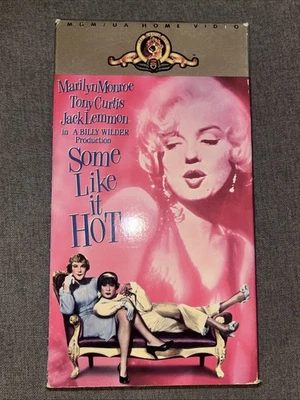 MGM/UA HOME VIDEO
Marilyn Monroe
Tony Curtis
Jack Lemmon
in A BILLY WILDER
Production
Some
Like
it
HOT